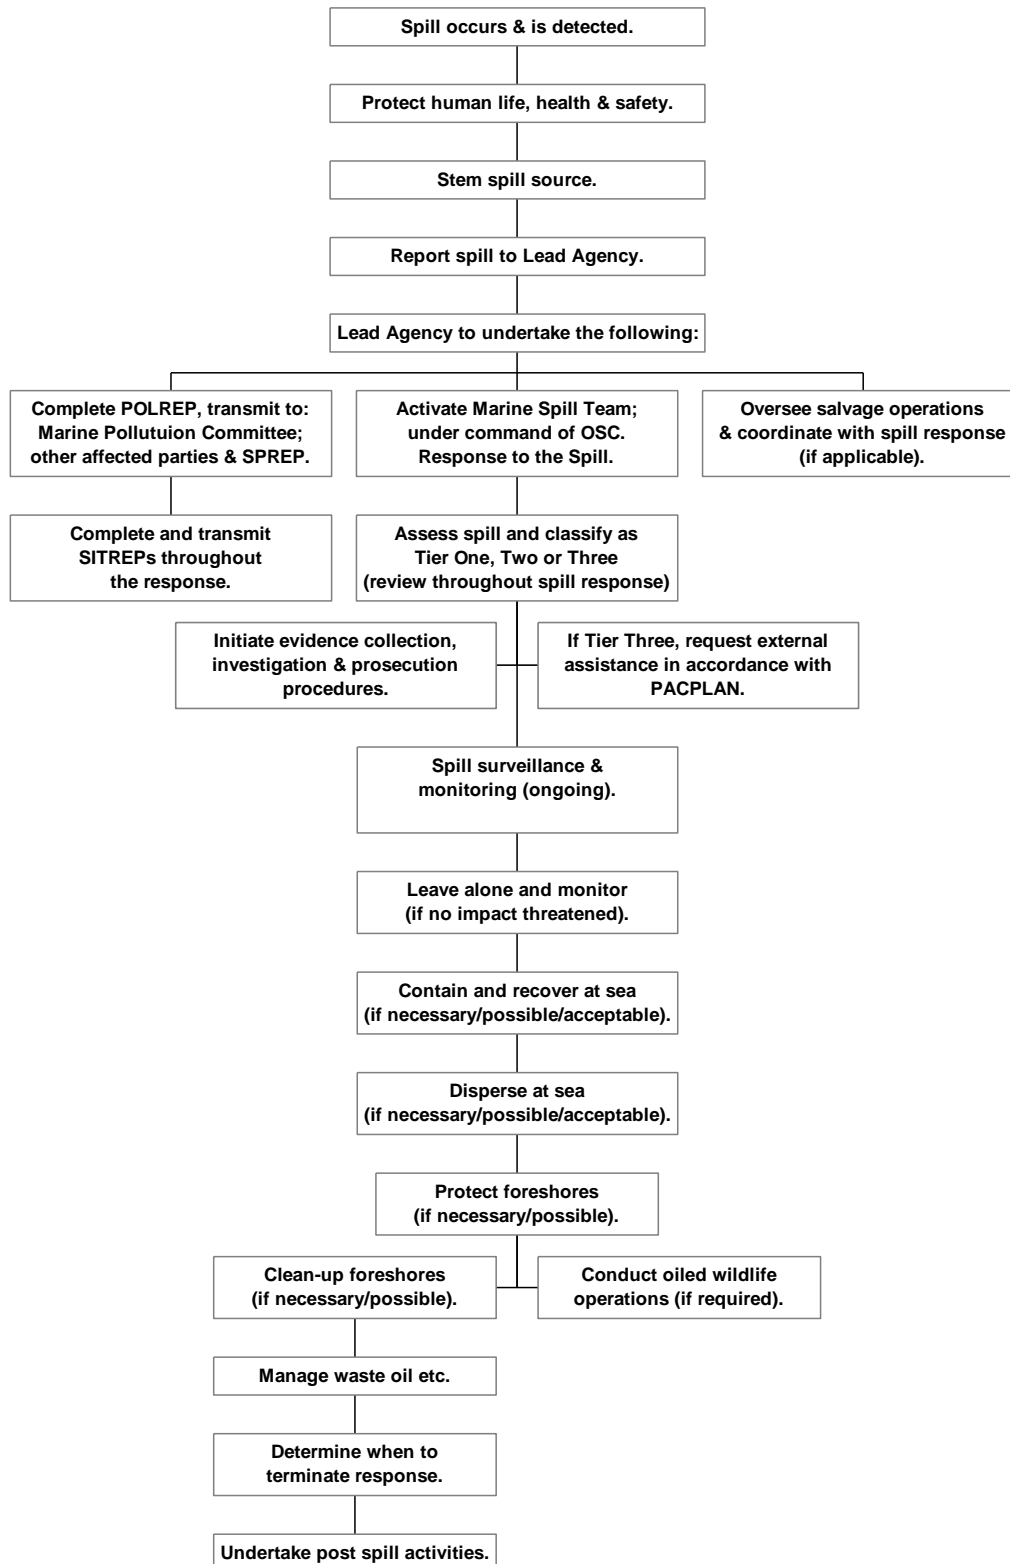 Spill occurs & is detected.
Protect human life, health & safety.
Stem spill source.
Report spill to Lead Agency.
Lead Agency to undertake the following:
Complete POLREP, transmit to:
Marine Pollutuion Committee;
other affected parties & SPREP.
Activate Marine Spill Team;
under command of OSC.
Response to the Spill.
Oversee salvage operations
& coordinate with spill response
(if applicable).
Complete and transmit
SITREPs throughout
the response.
Assess spill and classify as
Tier One, Two or Three
(review throughout spill response)
Initiate evidence collection,
investigation & prosecution
procedures.
If Tier Three, request external
assistance in accordance with
PACPLAN.
Spill surveillance &
monitoring (ongoing).
Leave alone and monitor
(if no impact threatened).
Contain and recover at sea
(if necessary/possible/acceptable).
Disperse at sea
(if necessary/possible/acceptable).
Protect foreshores
(if necessary/possible).
Clean-up foreshores
(if necessary/possible).
Conduct oiled wildlife
operations (if required).
Manage waste oil etc.
Determine when to
terminate response.
Undertake post spill activities.